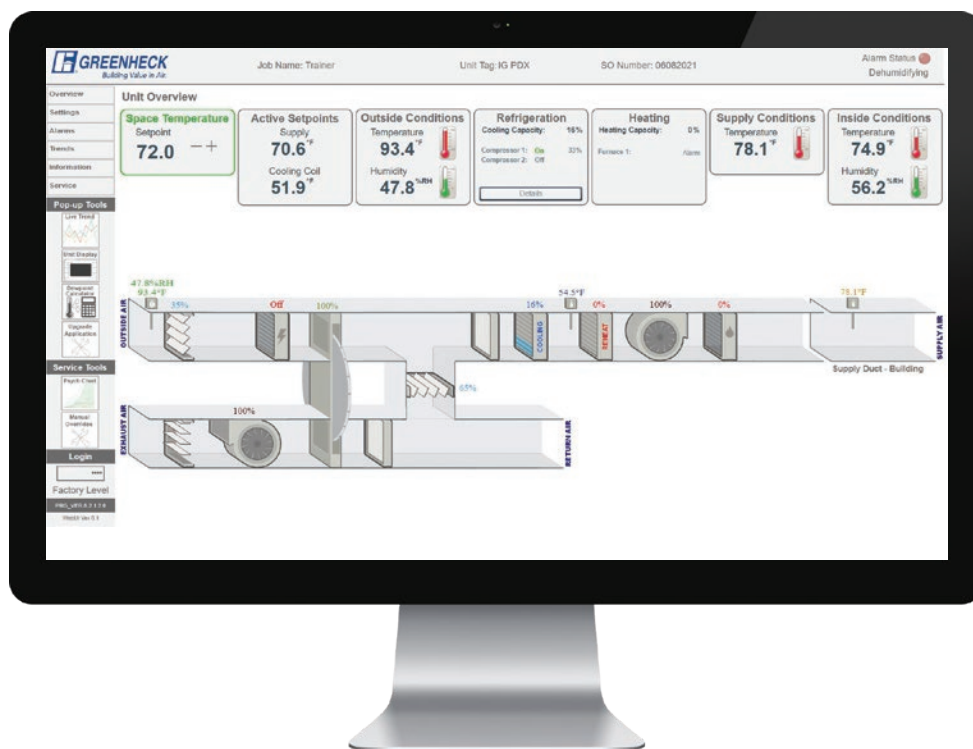 GREENHECK
Building Value in Air.
Job Name: Trainer
Unit Tag: IG PDX
SO Number: 06082021
Alarm Status
Dehumidifying
Overview
Settings
Alarms
Trends
Information
Service
Pop-up Tools
Live Trend
Unit Display
Dewpoint
Calculator
Upgrade
Application
Service Tools
Psych Chart
Manual
Overrides
Login
••••
Factory Level
Unit Overview
Space Temperature
Setpoint
72.0 − +
Active Setpoints
Supply
70.6 °F
Cooling Coil
51.9 °F
Outside Conditions
Temperature
93.4 °F
Humidity
47.8 %RH
Refrigeration
Cooling Capacity: 16%
Compressor 1: On 33%
Compressor 2: Off
Details
Heating
Heating Capacity: 0%
Furnace 1: Alarm
Supply Conditions
Temperature
78.1 °F
Inside Conditions
Temperature
74.9 °F
Humidity
56.2 %RH
47.8%RH
93.4°F
35%
Off
100%
54.5°F
16%
0%
100%
0%
78.1°F
OUTSIDE AIR
COOLING
REHEAT
SUPPLY AIR
Supply Duct - Building
65%
100%
EXHAUST AIR
RETURN AIR